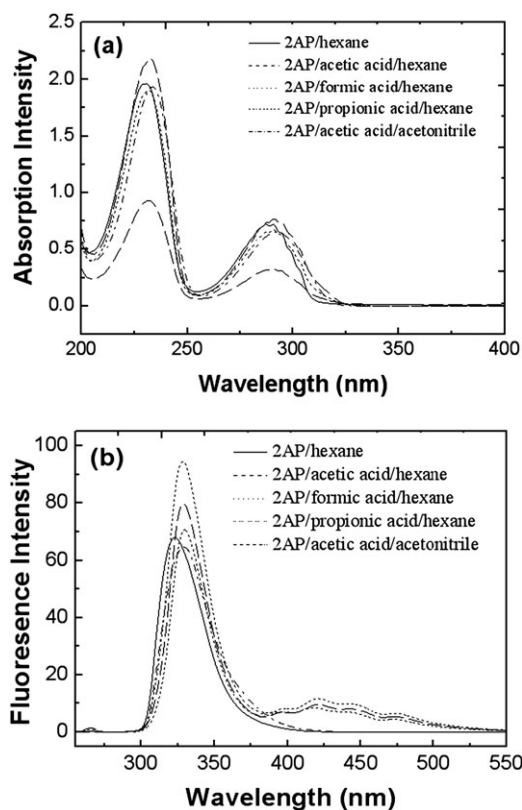 (a)
2AP/hexane
2AP/acetic acid/hexane
2AP/formic acid/hexane
2AP/propionic acid/hexane
2AP/acetic acid/acetonitrile
Absorption Intensity
2.5
2.0
1.5
1.0
0.5
0.0
200 250 300 350 400
Wavelength (nm)
(b)
2AP/hexane
2AP/acetic acid/hexane
2AP/formic acid/hexane
2AP/propionic acid/hexane
2AP/acetic acid/acetonitrile
Fluoresence Intensity
100
80
60
40
20
0
300 350 400 450 500 550
Wavelength (nm)